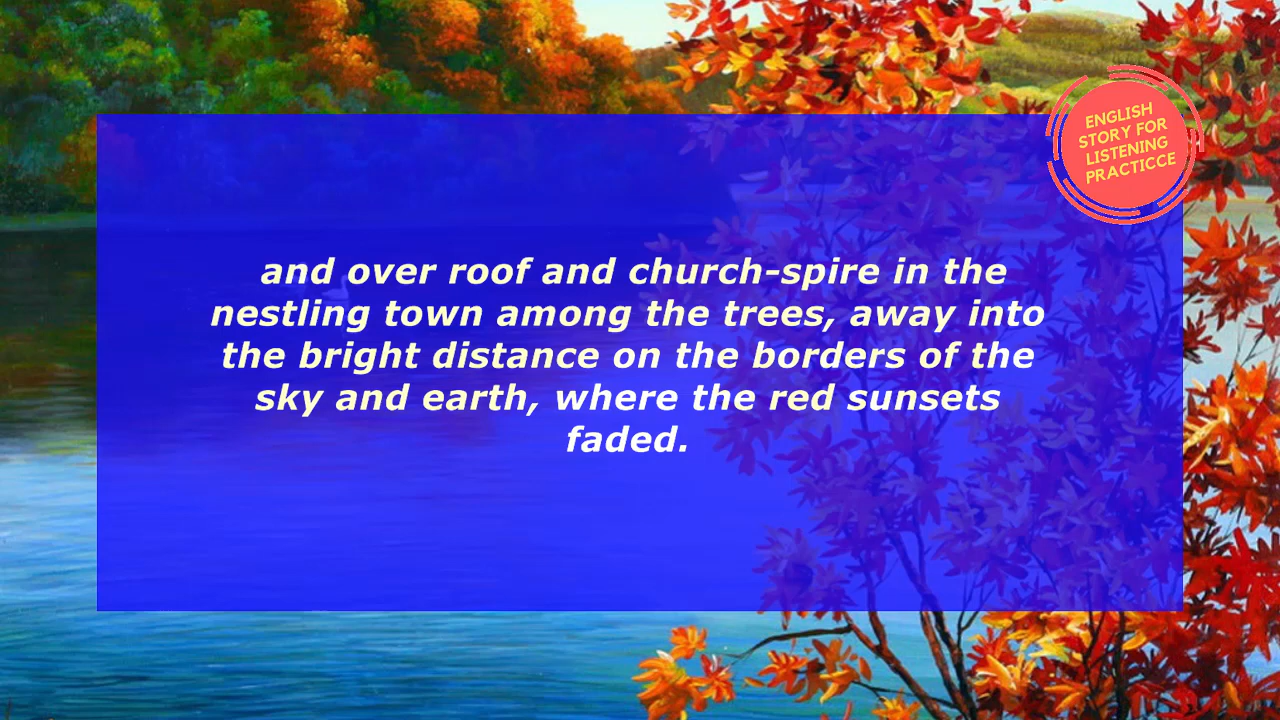 ENGLISH
STORY FOR
LISTENING
PRACTICCE
and over roof and church-spire in the
nestling town among the trees, away into
the bright distance on the borders of the
sky and earth, where the red sunsets
faded.